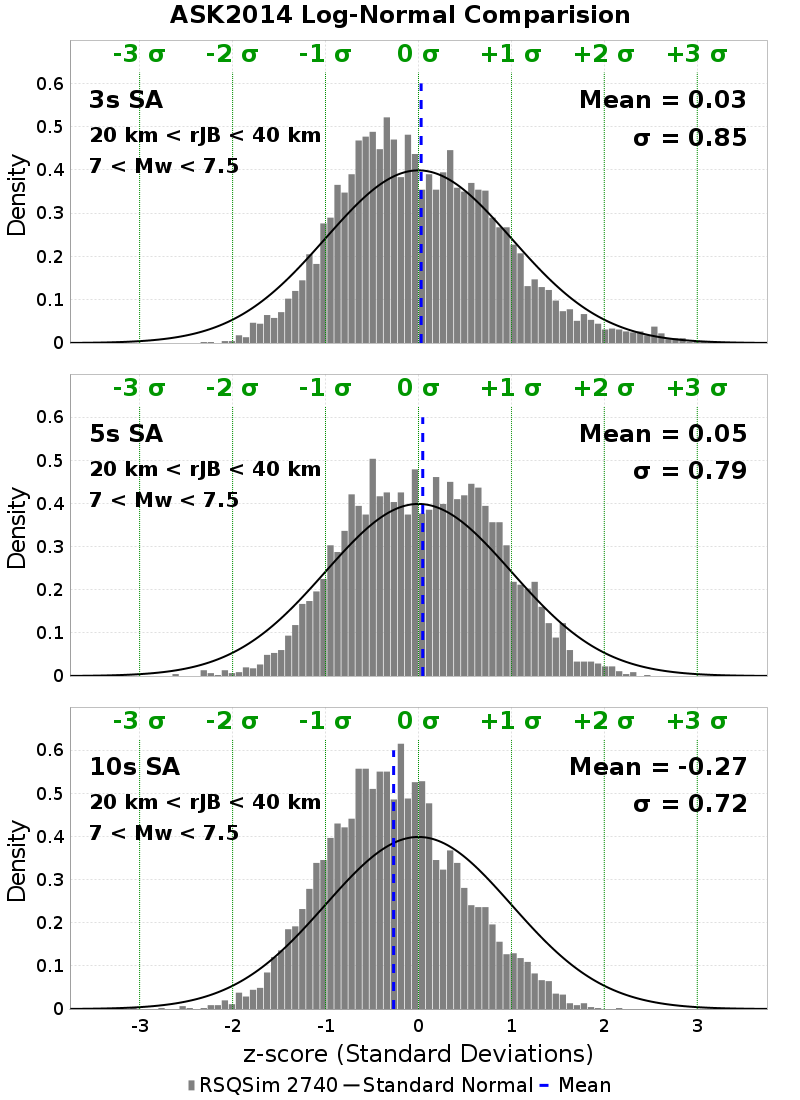 ASK2014 Log-Normal Comparision
-3 σ -2 σ -1 σ 0 σ +1 σ +2 σ +3 σ
0.6
3s SA
Mean = 0.03
0.5
20 km < rJB < 40 km
σ = 0.85
7 < Mw < 7.5
0.4
Density
0.3
0.2
0.1
0
-3 σ -2 σ -1 σ 0 σ +1 σ +2 σ +3 σ
0.6
5s SA
Mean = 0.05
0.5
20 km < rJB < 40 km
σ = 0.79
7 < Mw < 7.5
0.4
Density
0.3
0.2
0.1
0
-3 σ -2 σ -1 σ 0 σ +1 σ +2 σ +3 σ
0.6
10s SA
Mean = -0.27
0.5
20 km < rJB < 40 km
σ = 0.72
7 < Mw < 7.5
0.4
Density
0.3
0.2
0.1
0
-3 -2 -1 0 1 2 3
z-score (Standard Deviations)
RSQSim 2740 Standard Normal Mean